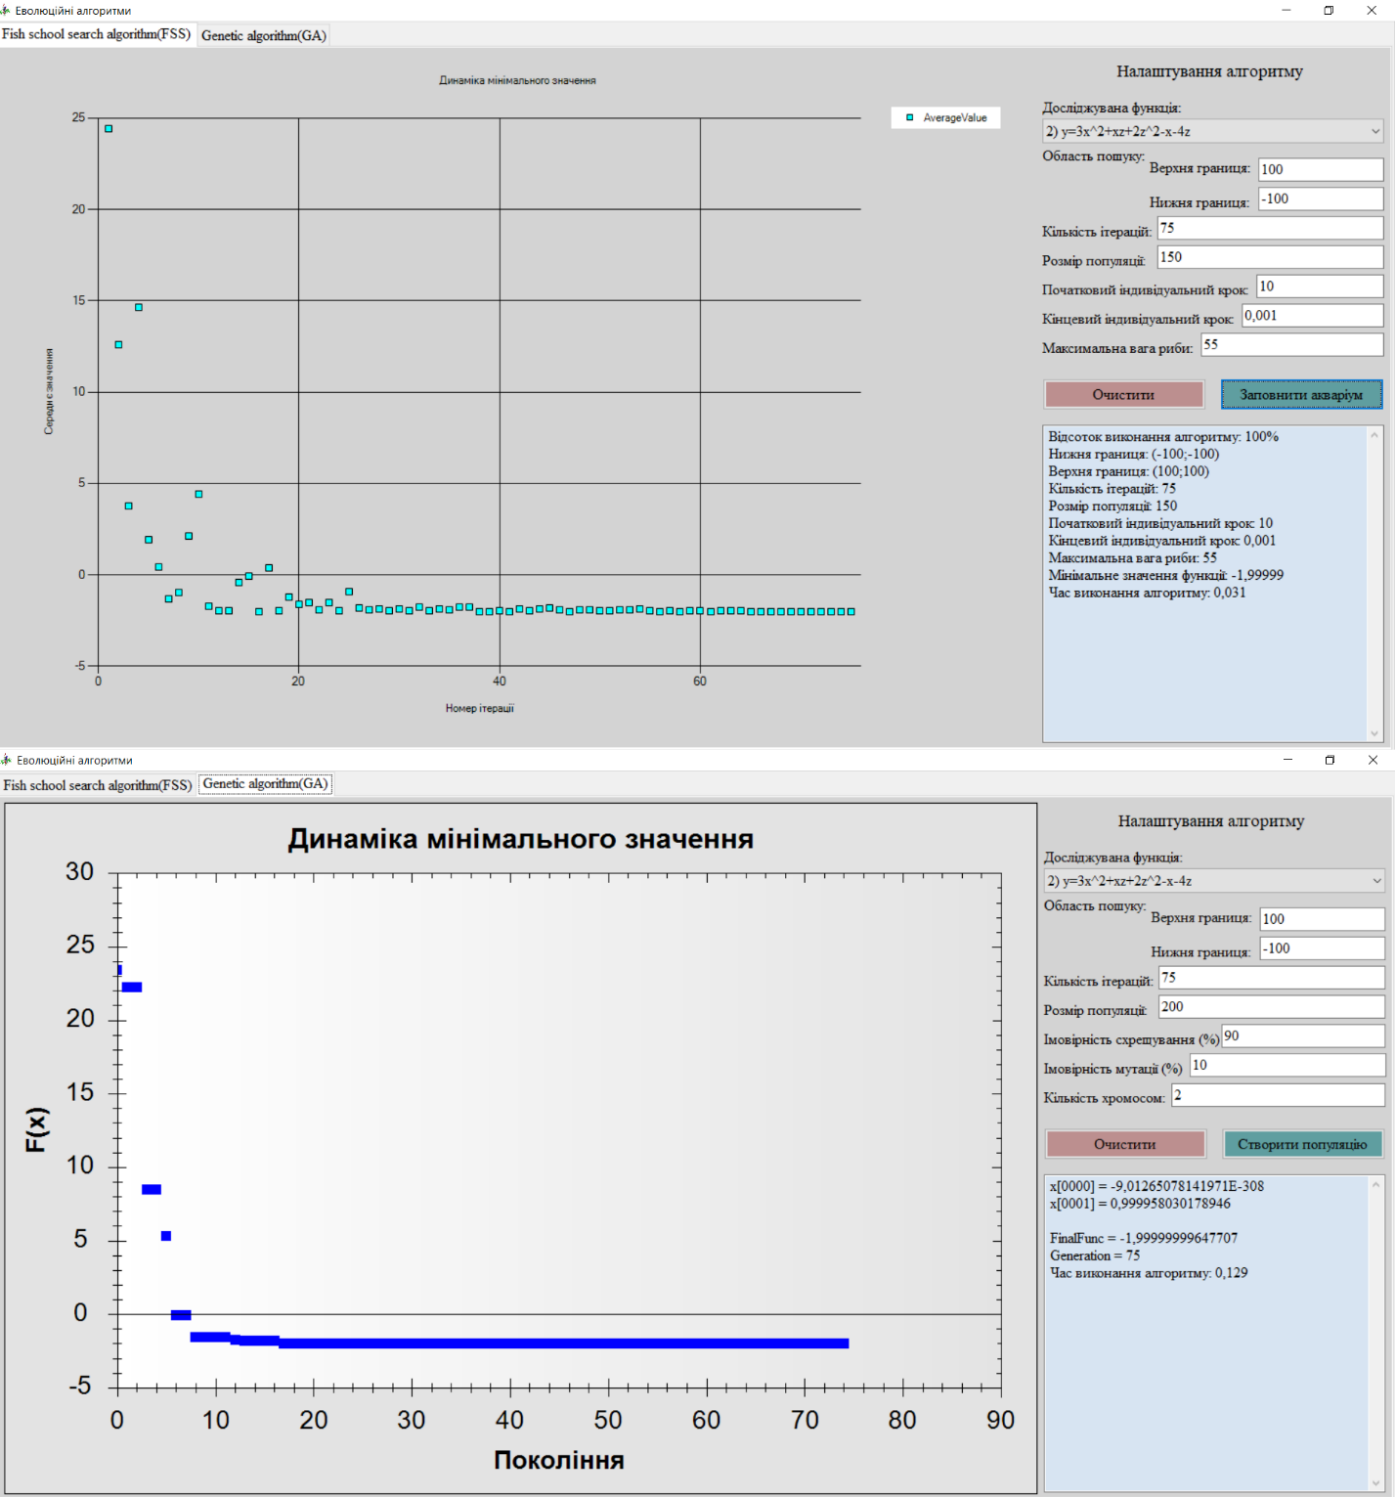 Еволюційні алгоритми
Fish school search algorithm(FSS) Genetic algorithm(GA)
Динаміка мінімального значення
AverageValue
25
20
15
10
5
0
-5
Середнє значення
0 20 40 60
Номер ітерації
Налаштування алгоритму
Досліджувана функція:
2) y=3x^2+xz+2z^2-x-4z
Область пошуку:
Верхня границя: 100
Нижня границя: -100
Кількість ітерацій: 75
Розмір популяції: 150
Початковий індивідуальний крок: 10
Кінцевий індивідуальний крок: 0,001
Максимальна вага риби: 55
Очистити Заповнити акваріум
Відсоток виконання алгоритму: 100%
Нижня границя: (-100;-100)
Верхня границя: (100;100)
Кількість ітерацій: 75
Розмір популяції: 150
Початковий індивідуальний крок: 10
Кінцевий індивідуальний крок: 0,001
Максимальна вага риби: 55
Мінімальне значення функції: -1,99999
Час виконання алгоритму: 0,031
Еволюційні алгоритми
Fish school search algorithm(FSS) Genetic algorithm(GA)
Динаміка мінімального значення
30
25
20
15
10
5
0
-5
F(x)
0 10 20 30 40 50 60 70 80 90
Покоління
Налаштування алгоритму
Досліджувана функція:
2) y=3x^2+xz+2z^2-x-4z
Область пошуку:
Верхня границя: 100
Нижня границя: -100
Кількість ітерацій: 75
Розмір популяції: 200
Імовірність схрещування (%) 90
Імовірність мутації (%) 10
Кількість хромосом: 2
Очистити Створити популяцію
x[0000] = -9,01265078141971E-308
x[0001] = 0,999958030178946
FinalFunc = -1,99999999647707
Generation = 75
Час виконання алгоритму: 0,129